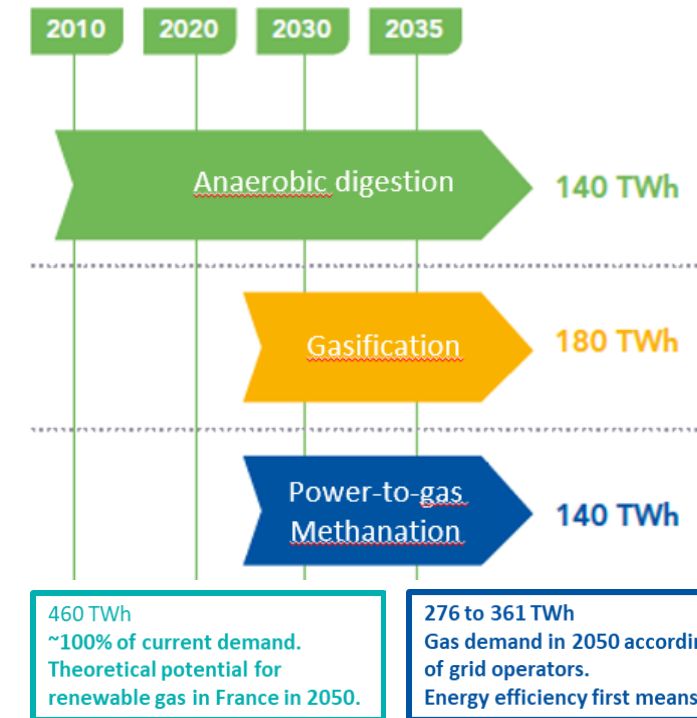 2010 2020 2030 2035
Anaerobic digestion 140 TWh
Gasification 180 TWh
Power-to-gas
Methanation
140 TWh
460 TWh
~100% of current demand.
Theoretical potential for
renewable gas in France in 2050.
276 to 361 TWh
Gas demand in 2050
of grid operators.
Energy efficiency first means